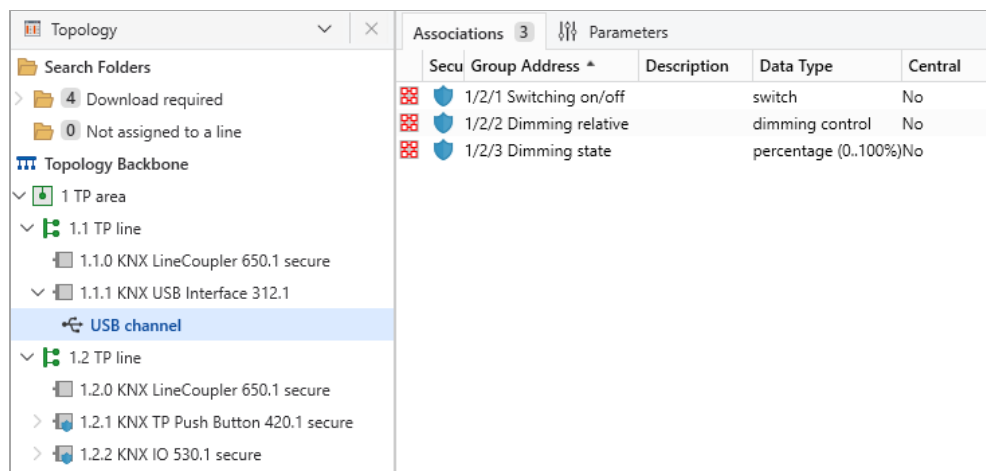 Topology
Search Folders
4 Download required
0 Not assigned to a line
Topology Backbone
1 TP area
1.1 TP line
1.1.0 KNX LineCoupler 650.1 secure
1.1.1 KNX USB Interface 312.1
USB channel
1.2 TP line
1.2.0 KNX LineCoupler 650.1 secure
1.2.1 KNX TP Push Button 420.1 secure
1.2.2 KNX IO 530.1 secure
Associations 3 Parameters
Secu Group Address Description Data Type Central
1/2/1 Switching on/off switch No
1/2/2 Dimming relative dimming control No
1/2/3 Dimming state percentage (0..100%) No